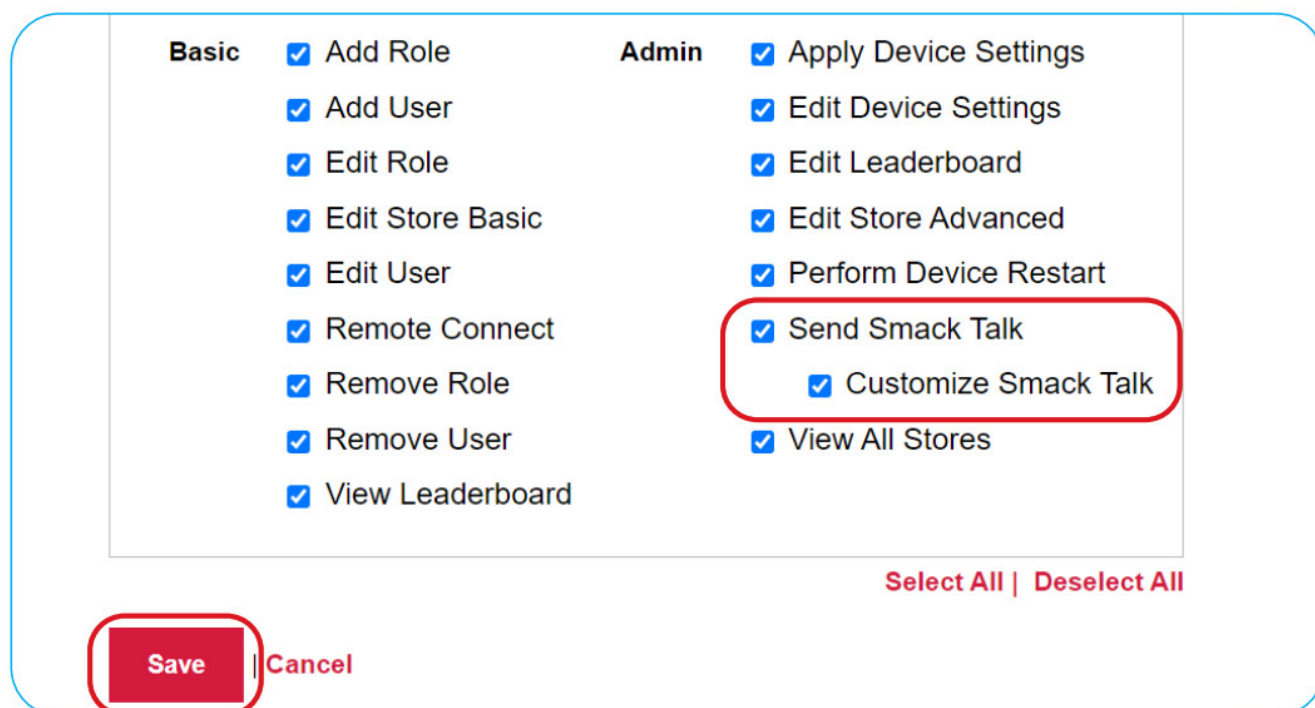 Basic Add Role Admin Apply Device Settings
Add User Edit Device Settings
Edit Role Edit Leaderboard
Edit Store Basic Edit Store Advanced
Edit User Perform Device Restart
Remote Connect Send Smack Talk
Remove Role Customize Smack Talk
Remove User View All Stores
View Leaderboard
Select All | Deselect All
Save | Cancel